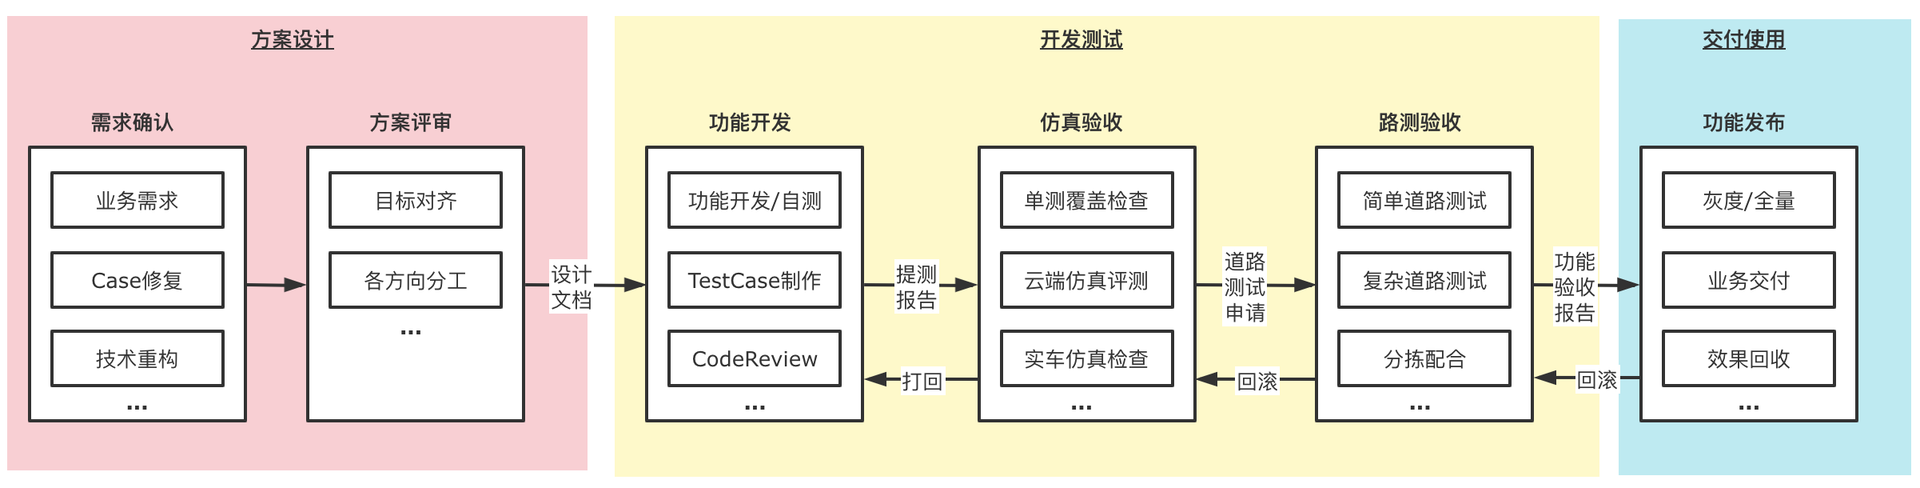 方案设计
需求确认
业务需求
Case修复
技术重构
...
方案评审
目标对齐
各方向分工
...
设计
文档
开发测试
功能开发
功能开发/自测
TestCase制作
CodeReview
...
提测
报告
打回
仿真验收
单测覆盖检查
云端仿真评测
实车仿真检查
...
道路
测试
申请
回滚
路测验收
简单道路测试
复杂道路测试
分拣配合
...
功能
验收
报告
回滚
交付使用
功能发布
灰度/全量
业务交付
效果回收
...